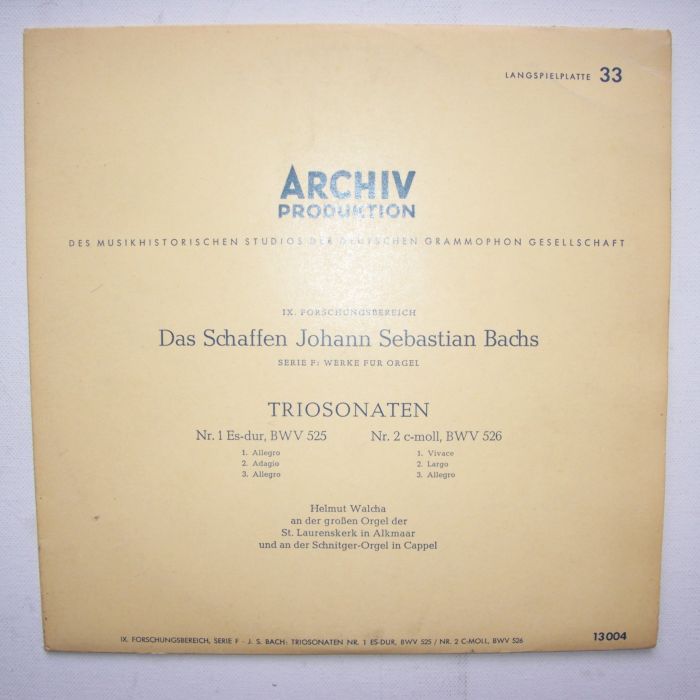 LANGSPIELPLATTE 33
ARCHIV
PRODUKTION
DES MUSIKHISTORISCHEN STUDIOS DER DEUTSCHEN GRAMMOPHON GESELLSCHAFT
IX. FORSCHUNGSBEREICH
Das Schaffen Johann Sebastian Bachs
SERIE F: WERKE FÜR ORGEL
TRIOSONATEN
Nr. 1 Es-dur, BWV 525
1. Allegro
2. Adagio
3. Allegro
Nr. 2 c-moll, BWV 526
1. Vivace
2. Largo
3. Allegro
Helmut Walcha
an der großen Orgel der
St. Laurenskerk in Alkmaar
und an der Schnitger-Orgel in Cappel
IX. FORSCHUNGSBEREICH, SERIE F - J. S. BACH: TRIOSONATEN NR. 1 ES-DUR, BWV 525 / NR. 2 C-MOLL, BWV 526
13004